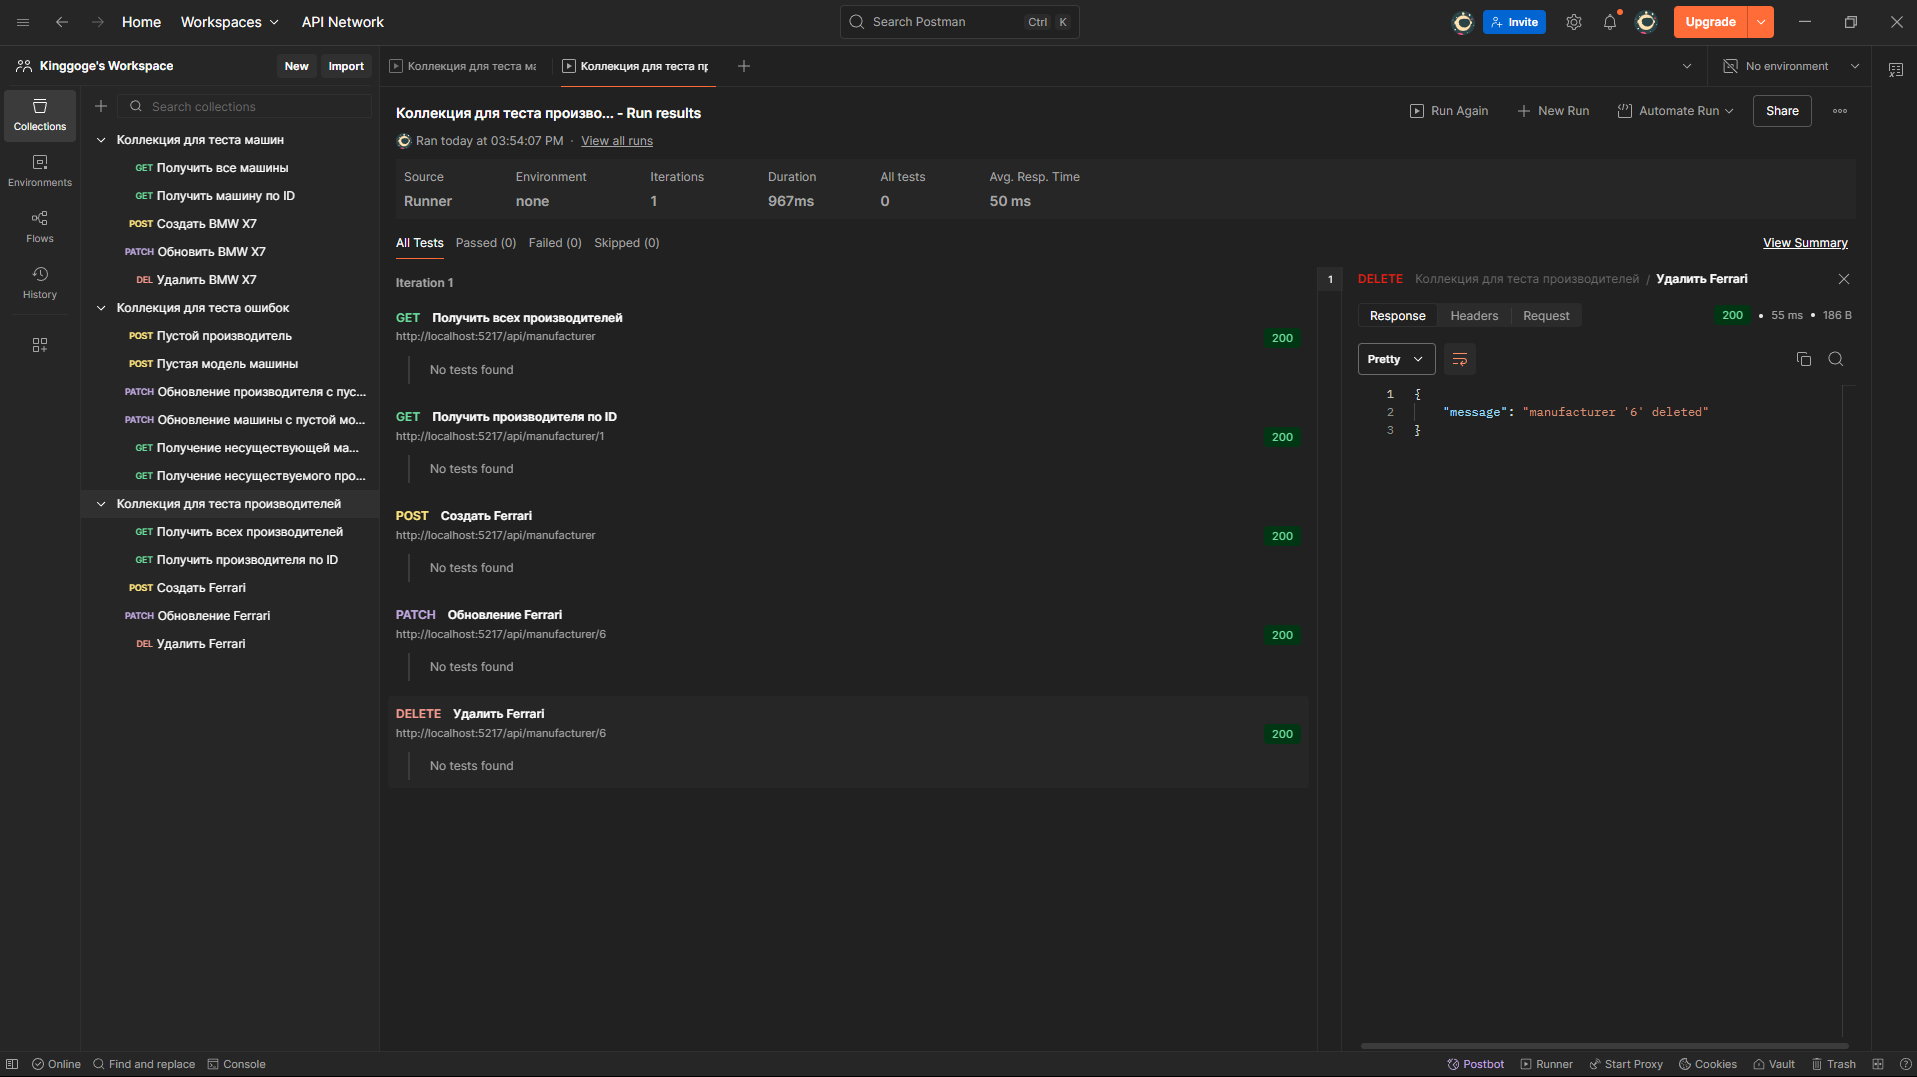 Home
Workspaces
API Network
Search Postman
Ctrl
K
Invite
Upgrade
Kinggoge's Workspace
New
Import
Коллекция для теста
Коллекция для теста
No environment
Collections
Environments
Flows
History
Search collections
Коллекция для теста машин
GET Получить все машины
GET Получить машину по ID
POST Создать BMW X7
PATCH Обновить BMW X7
DEL Удалить BMW X7
Коллекция для теста ошибок
POST Пустой производитель
POST Пустая модель машины
PATCH Обновление производителя с пус...
PATCH Обновление машины с пустой мо...
GET Получение несуществующей ма...
GET Получение несуществуемого про...
Коллекция для теста производителей
GET Получить всех производителей
GET Получить производителя по ID
POST Создать Ferrari
PATCH Обновление Ferrari
DEL Удалить Ferrari
Коллекция для теста произво... - Run results
Run Again
New Run
Automate Run
Share
Ran today at 03:54:07 PM · View all runs
Source Environment Iterations Duration All tests Avg. Resp. Time
Runner none 1 967ms 0 50 ms
All Tests Passed (0) Failed (0) Skipped (0)
View Summary
Iteration 1
GET Получить всех производителей
http://localhost:5217/api/manufacturer
200
No tests found
GET Получить производителя по ID
http://localhost:5217/api/manufacturer/1
200
No tests found
POST Создать Ferrari
http://localhost:5217/api/manufacturer
200
No tests found
PATCH Обновление Ferrari
http://localhost:5217/api/manufacturer/6
200
No tests found
DELETE Удалить Ferrari
http://localhost:5217/api/manufacturer/6
200
No tests found
1
DELETE Коллекция для теста производителей / Удалить Ferrari
Response Headers Request
200 • 55 ms • 186 B
Pretty
1 {
2 "message": "manufacturer '6' deleted"
3 }
Online
Find and replace
Console
Postbot
Runner
Start Proxy
Cookies
Vault
Trash